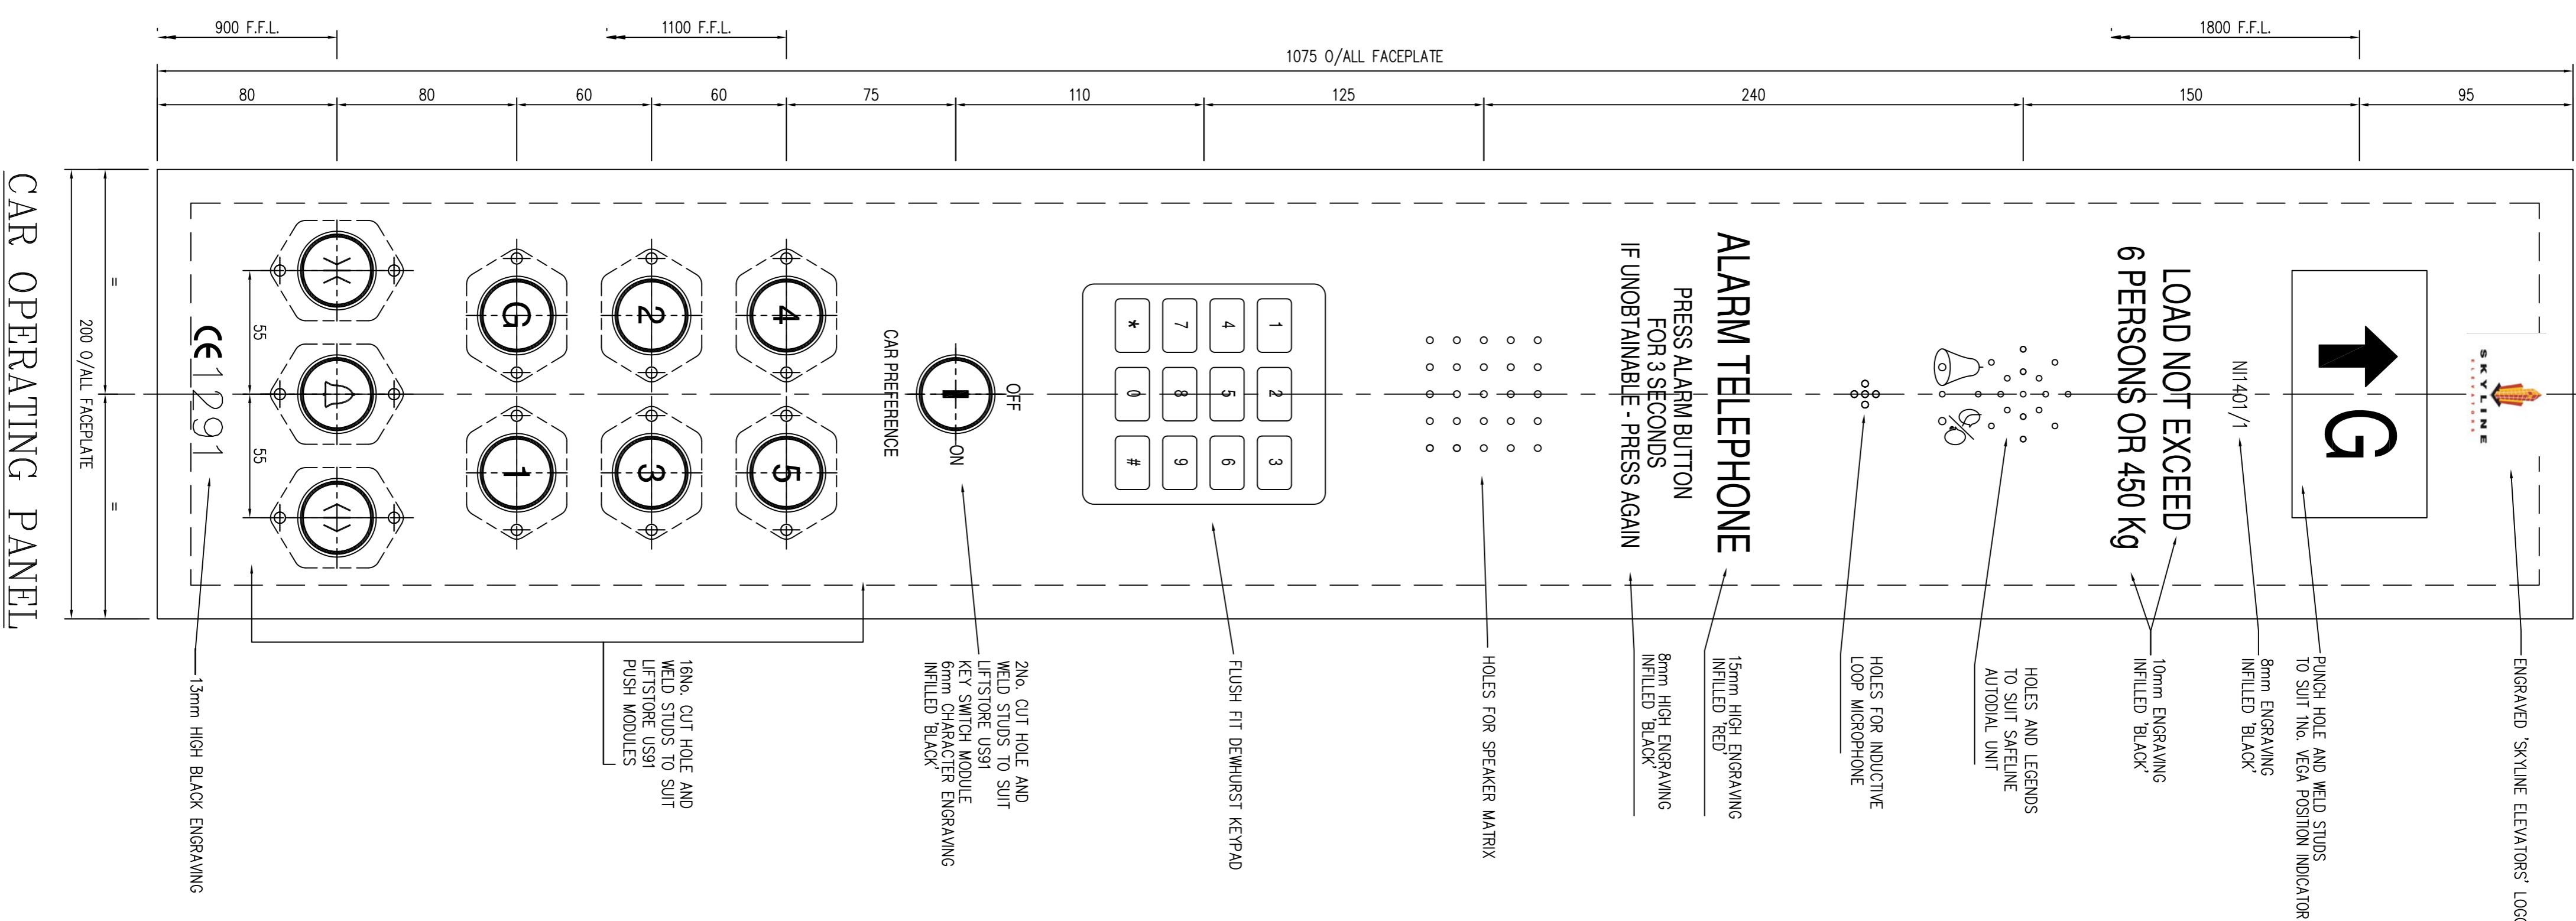 CAR OPERATING PANEL
900 F.F.L.
1100 F.F.L.
1800 F.F.L.
1075 O/ALL FACEPLATE
80
80
60
60
75
110
125
240
150
95
200 O/ALL FACEPLATE
=
=
SKYLINE
ELEVATORS
G
NI1401/1
LOAD NOT EXCEED
6 PERSONS OR 450 Kg
ALARM TELEPHONE
PRESS ALARM BUTTON
FOR 3 SECONDS
IF UNOBTAINABLE - PRESS AGAIN
1 2 3
4 5 6
7 8 9
* 0 #
OFF
ON
CAR PREFERENCE
4 5
2 3
G 1
55 55
CE1291
ENGRAVED 'SKYLINE ELEVATORS' LOGO
PUNCH HOLE AND WELD STUDS
TO SUIT 1No. VEGA POSITION INDICATOR
8mm ENGRAVING
INFILLED 'BLACK'
10mm ENGRAVING
INFILLED 'BLACK'
HOLES AND LEGENDS
TO SUIT SAFELINE
AUTODIAL UNIT
HOLES FOR INDUCTIVE
LOOP MICROPHONE
15mm HIGH ENGRAVING
INFILLED 'RED'
8mm HIGH ENGRAVING
INFILLED 'BLACK'
HOLES FOR SPEAKER MATRIX
FLUSH FIT DEWHURST KEYPAD
2No. CUT HOLE AND
WELD STUDS TO SUIT
LIFTSTORE US91
KEY SWITCH MODULE
6mm CHARACTER ENGRAVING
INFILLED 'BLACK'
16No. CUT HOLE AND
WELD STUDS TO SUIT
LIFTSTORE US91
PUSH MODULES
13mm HIGH BLACK ENGRAVING